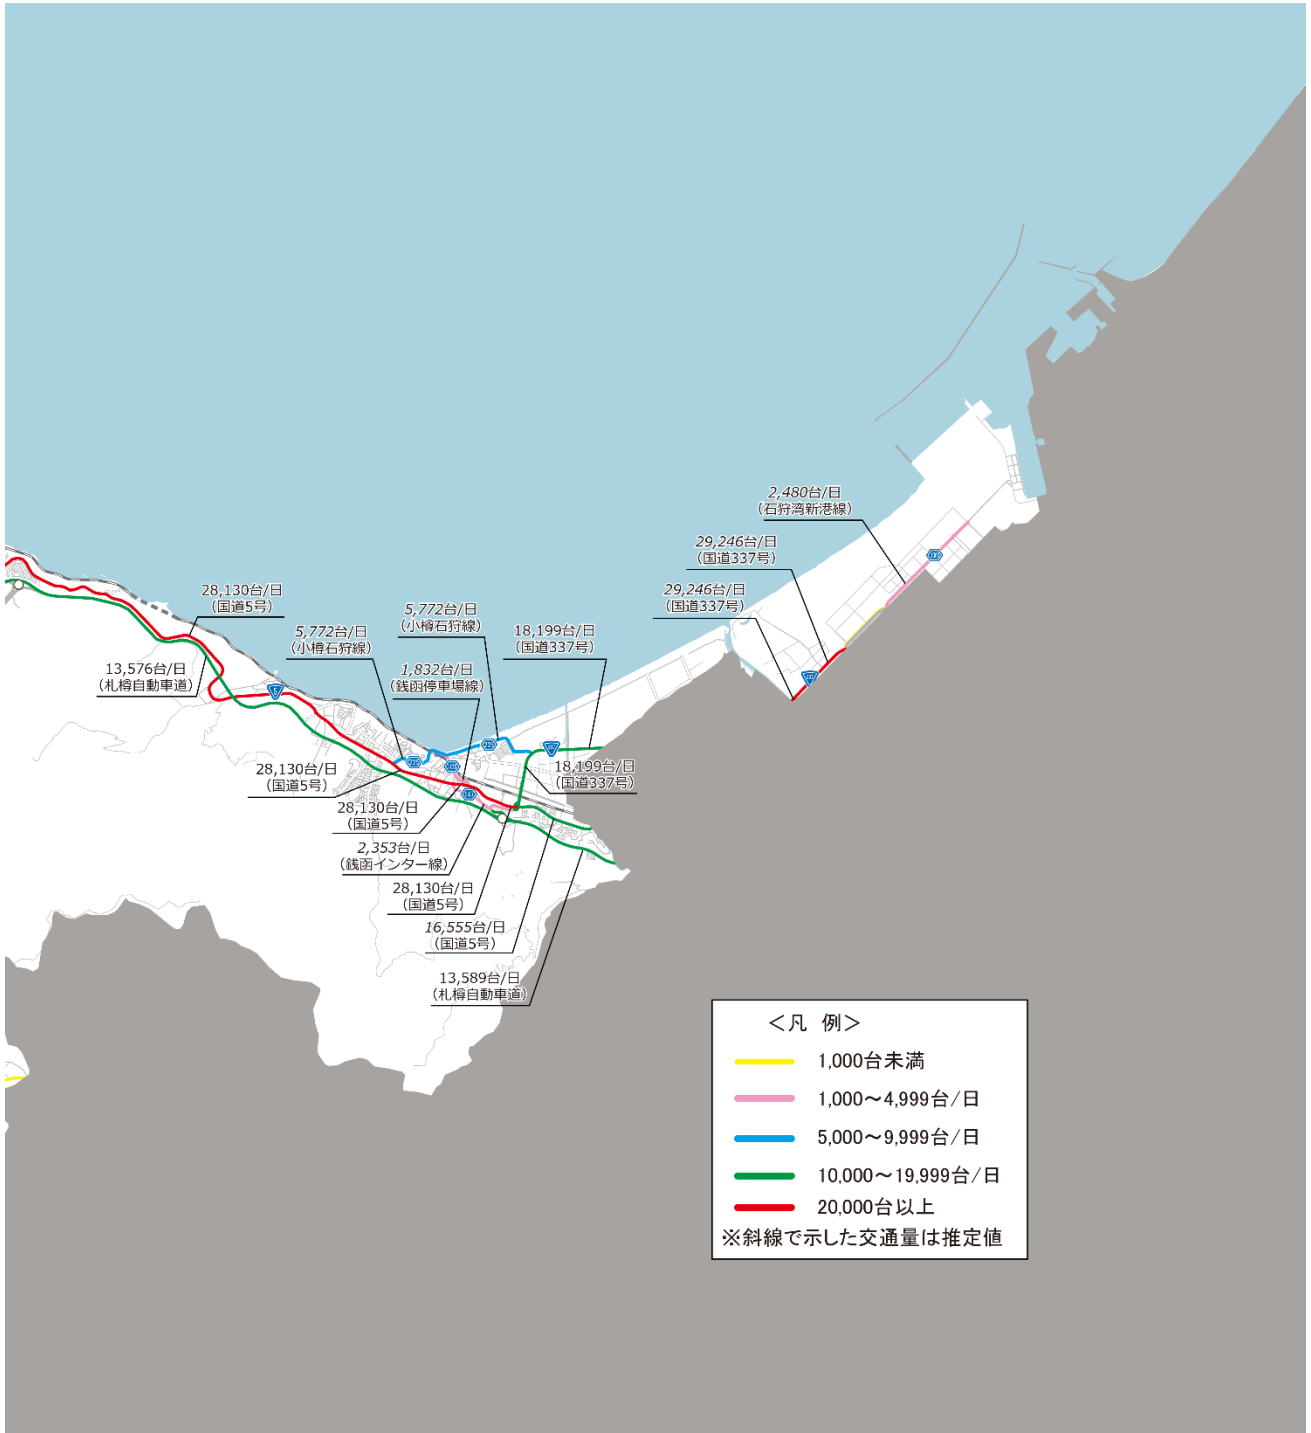 2,480台/日
(石狩湾新港線)
29,246台/日
(国道337号)
29,246台/日
(国道337号)
28,130台/日
(国道5号)
5,772台/日
(小樽石狩線)
5,772台/日
(小樽石狩線)
18,199台/日
(国道337号)
13,576台/日
(札樽自動車道)
1,832台/日
(銭函停車場線)
5
28,130台/日
(国道5号)
18,199台/日
(国道337号)
28,130台/日
(国道5号)
2,353台/日
(銭函インター線)
28,130台/日
(国道5号)
16,555台/日
(国道5号)
13,589台/日
(札樽自動車道)
<凡 例>
1,000台未満
1,000~4,999台/日
5,000~9,999台/日
10,000~19,999台/日
20,000台以上
※斜線で示した交通量は推定値